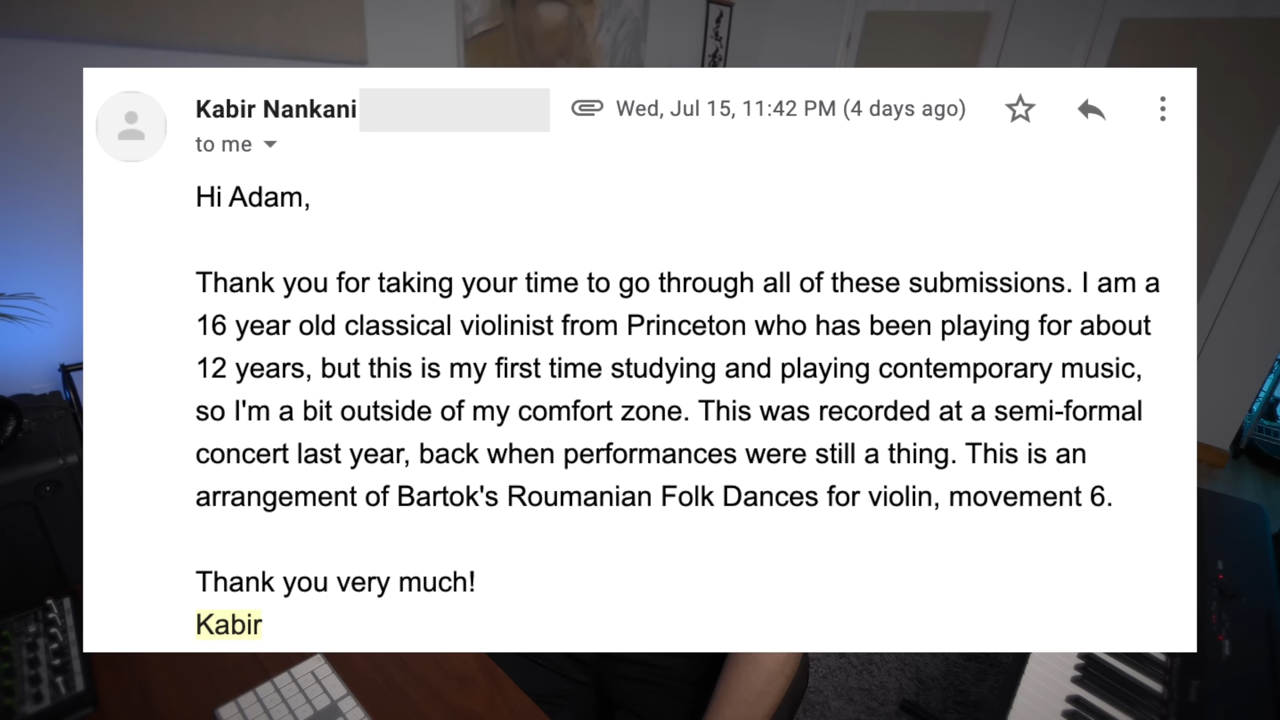 Kabir Nankani
Wed, Jul 15, 11:42 PM (4 days ago)
to me
Hi Adam,
Thank you for taking your time to go through all of these submissions. I am a
16 year old classical violinist from Princeton who has been playing for about
12 years, but this is my first time studying and playing contemporary music,
so I'm a bit outside of my comfort zone. This was recorded at a semi-formal
concert last year, back when performances were still a thing. This is an
arrangement of Bartok's Roumanian Folk Dances for violin, movement 6.
Thank you very much!
Kabir